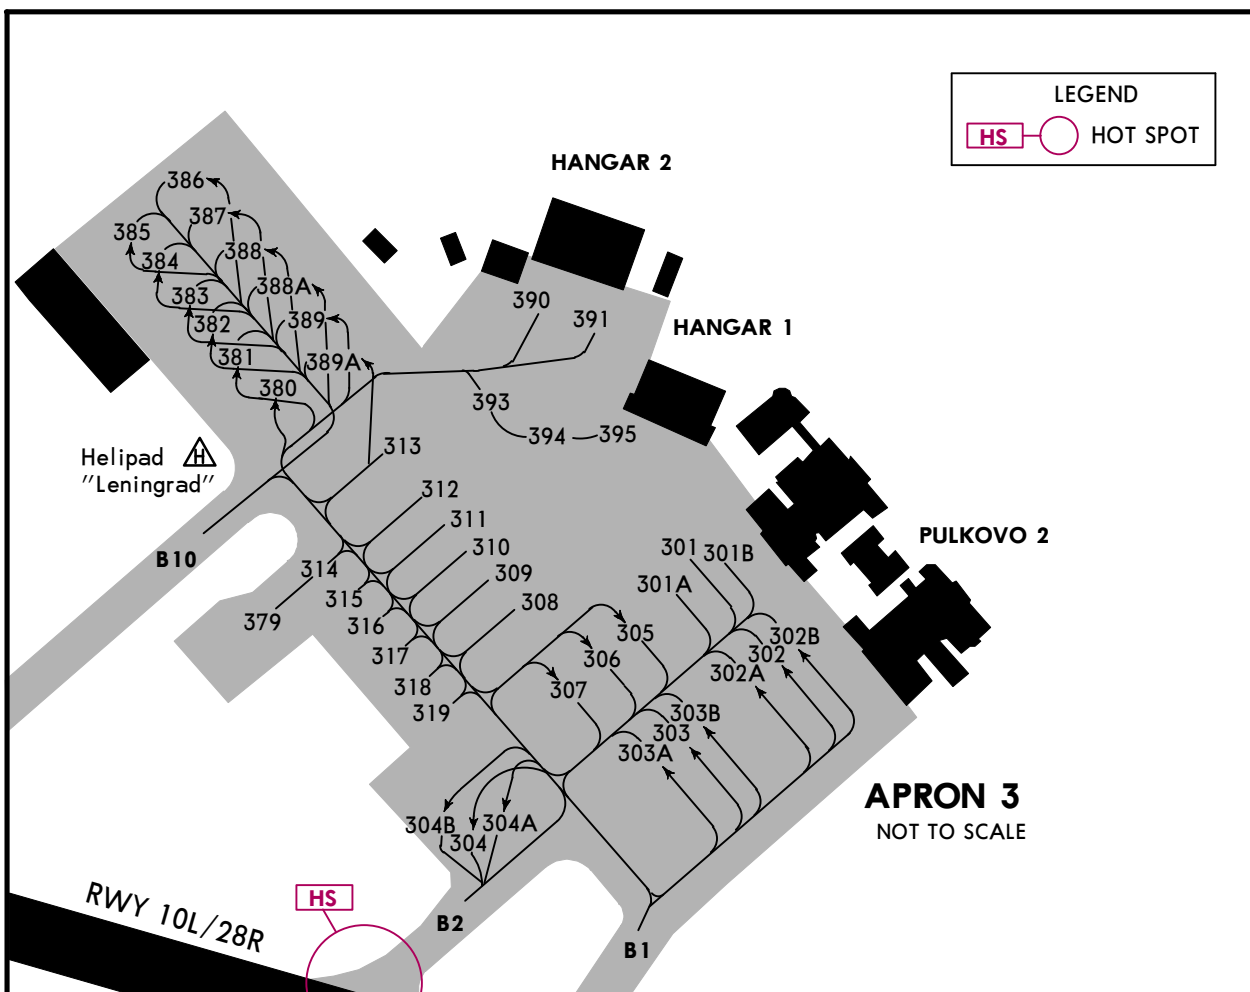 LEGEND
HS HOT SPOT
HANGAR 2
386
387
385
388
384
388A
383
390
382
389
391
HANGAR 1
381
389A
380
393
394
395
313
Helipad H
"Leningrad"
312
311
B10
310
301
301B
PULKOVO 2
314
309
301A
315
308
379
316
305
302B
317
306
302
318
307
302A
319
303B
303
303A
APRON 3
304B
304A
NOT TO SCALE
304
RWY 10L/28R
HS
B2
B1